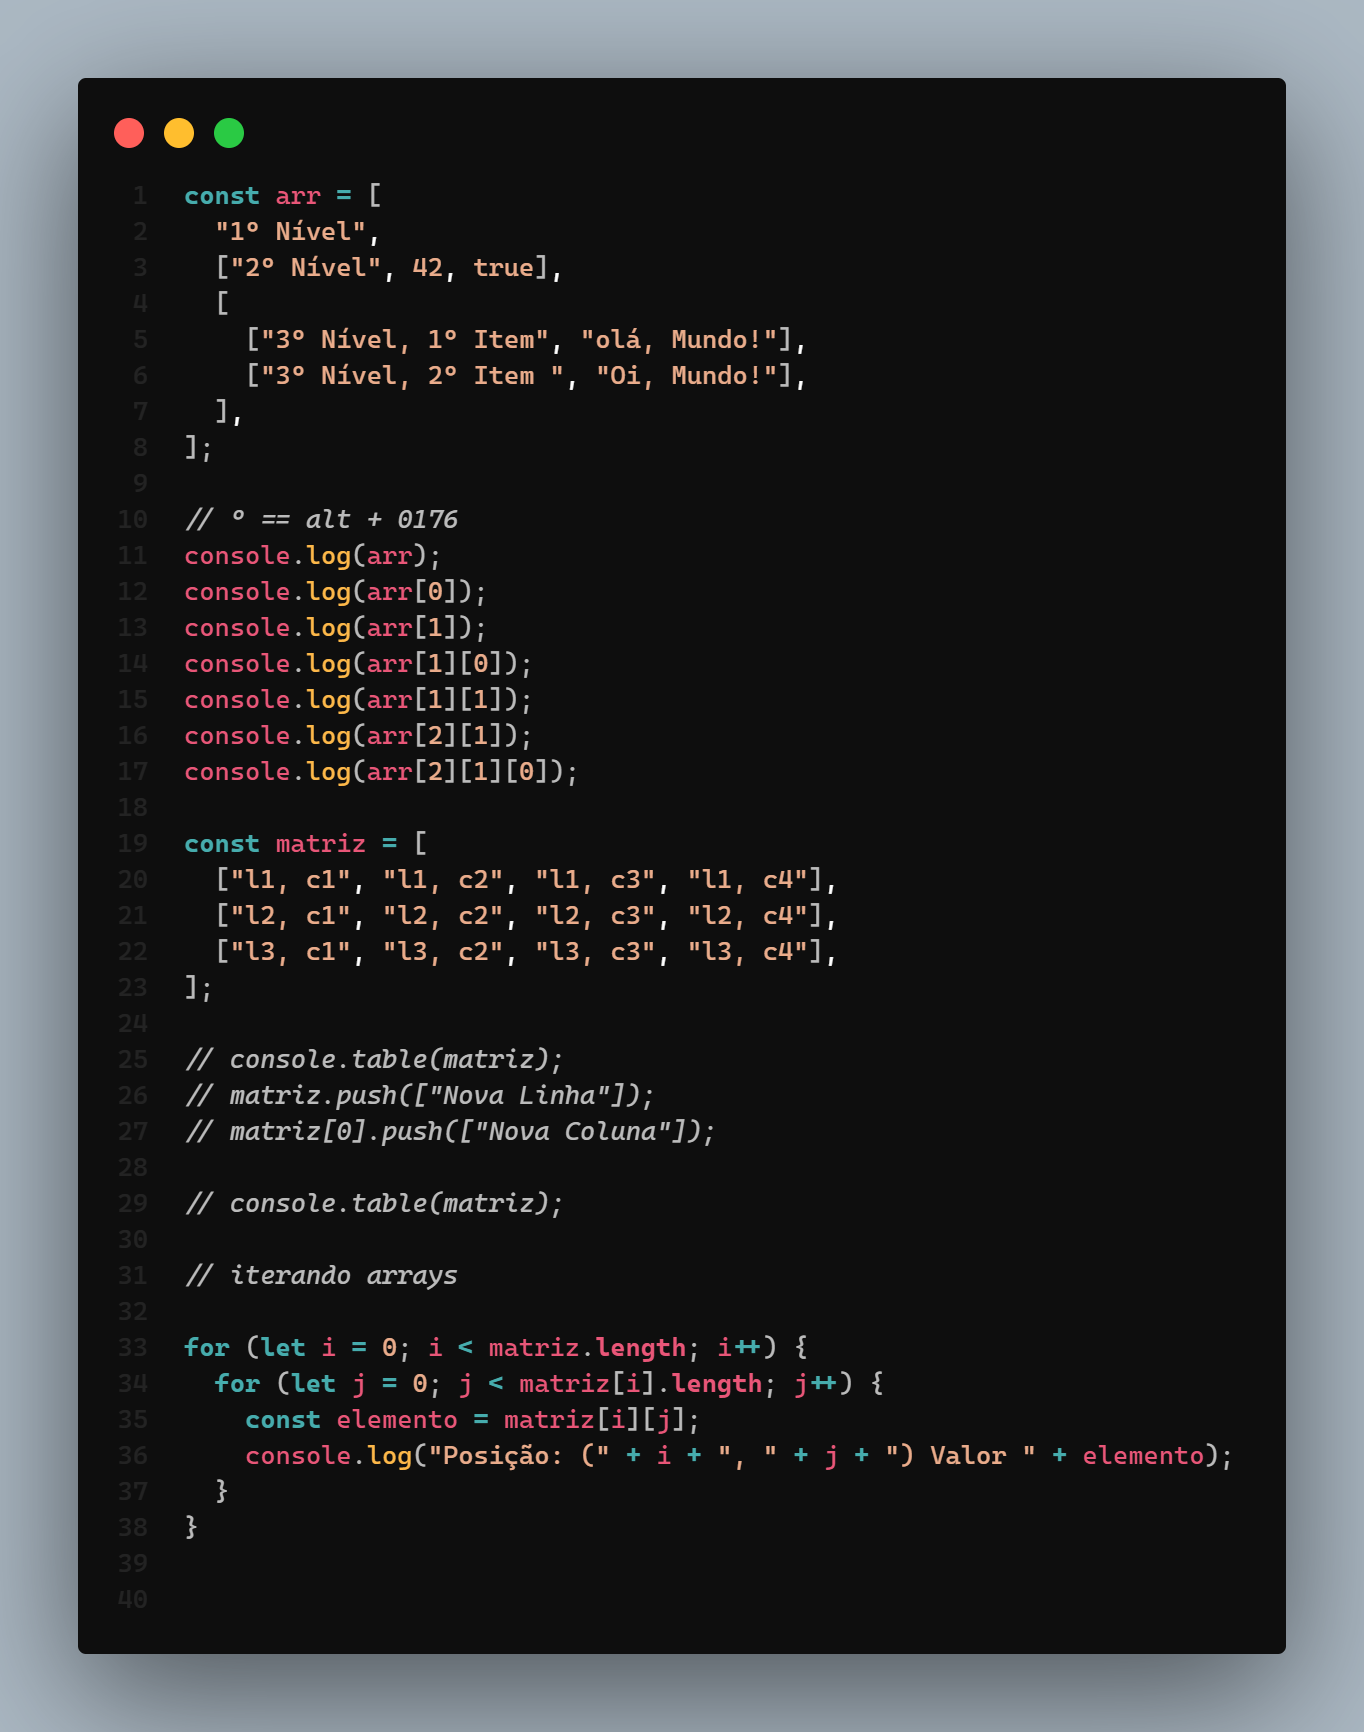 1 const arr = [
2   "1° Nível",
3   ["2° Nível", 42, true],
4   [
5     ["3° Nível, 1° Item", "olá, Mundo!"],
6     ["3° Nível, 2° Item ", "Oi, Mundo!"],
7   ],
8 ];
9
10 // ° == alt + 0176
11 console.log(arr);
12 console.log(arr[0]);
13 console.log(arr[1]);
14 console.log(arr[1][0]);
15 console.log(arr[1][1]);
16 console.log(arr[2][1]);
17 console.log(arr[2][1][0]);
18
19 const matriz = [
20   ["l1, c1", "l1, c2", "l1, c3", "l1, c4"],
21   ["l2, c1", "l2, c2", "l2, c3", "l2, c4"],
22   ["l3, c1", "l3, c2", "l3, c3", "l3, c4"],
23 ];
24
25 // console.table(matriz);
26 // matriz.push(["Nova Linha"]);
27 // matriz[0].push(["Nova Coluna"]);
28
29 // console.table(matriz);
30
31 // iterando arrays
32
33 for (let i = 0; i < matriz.length; i++) {
34   for (let j = 0; j < matriz[i].length; j++) {
35     const elemento = matriz[i][j];
36     console.log("Posição: (" + i + ", " + j + ") Valor " + elemento);
37   }
38 }
39
40